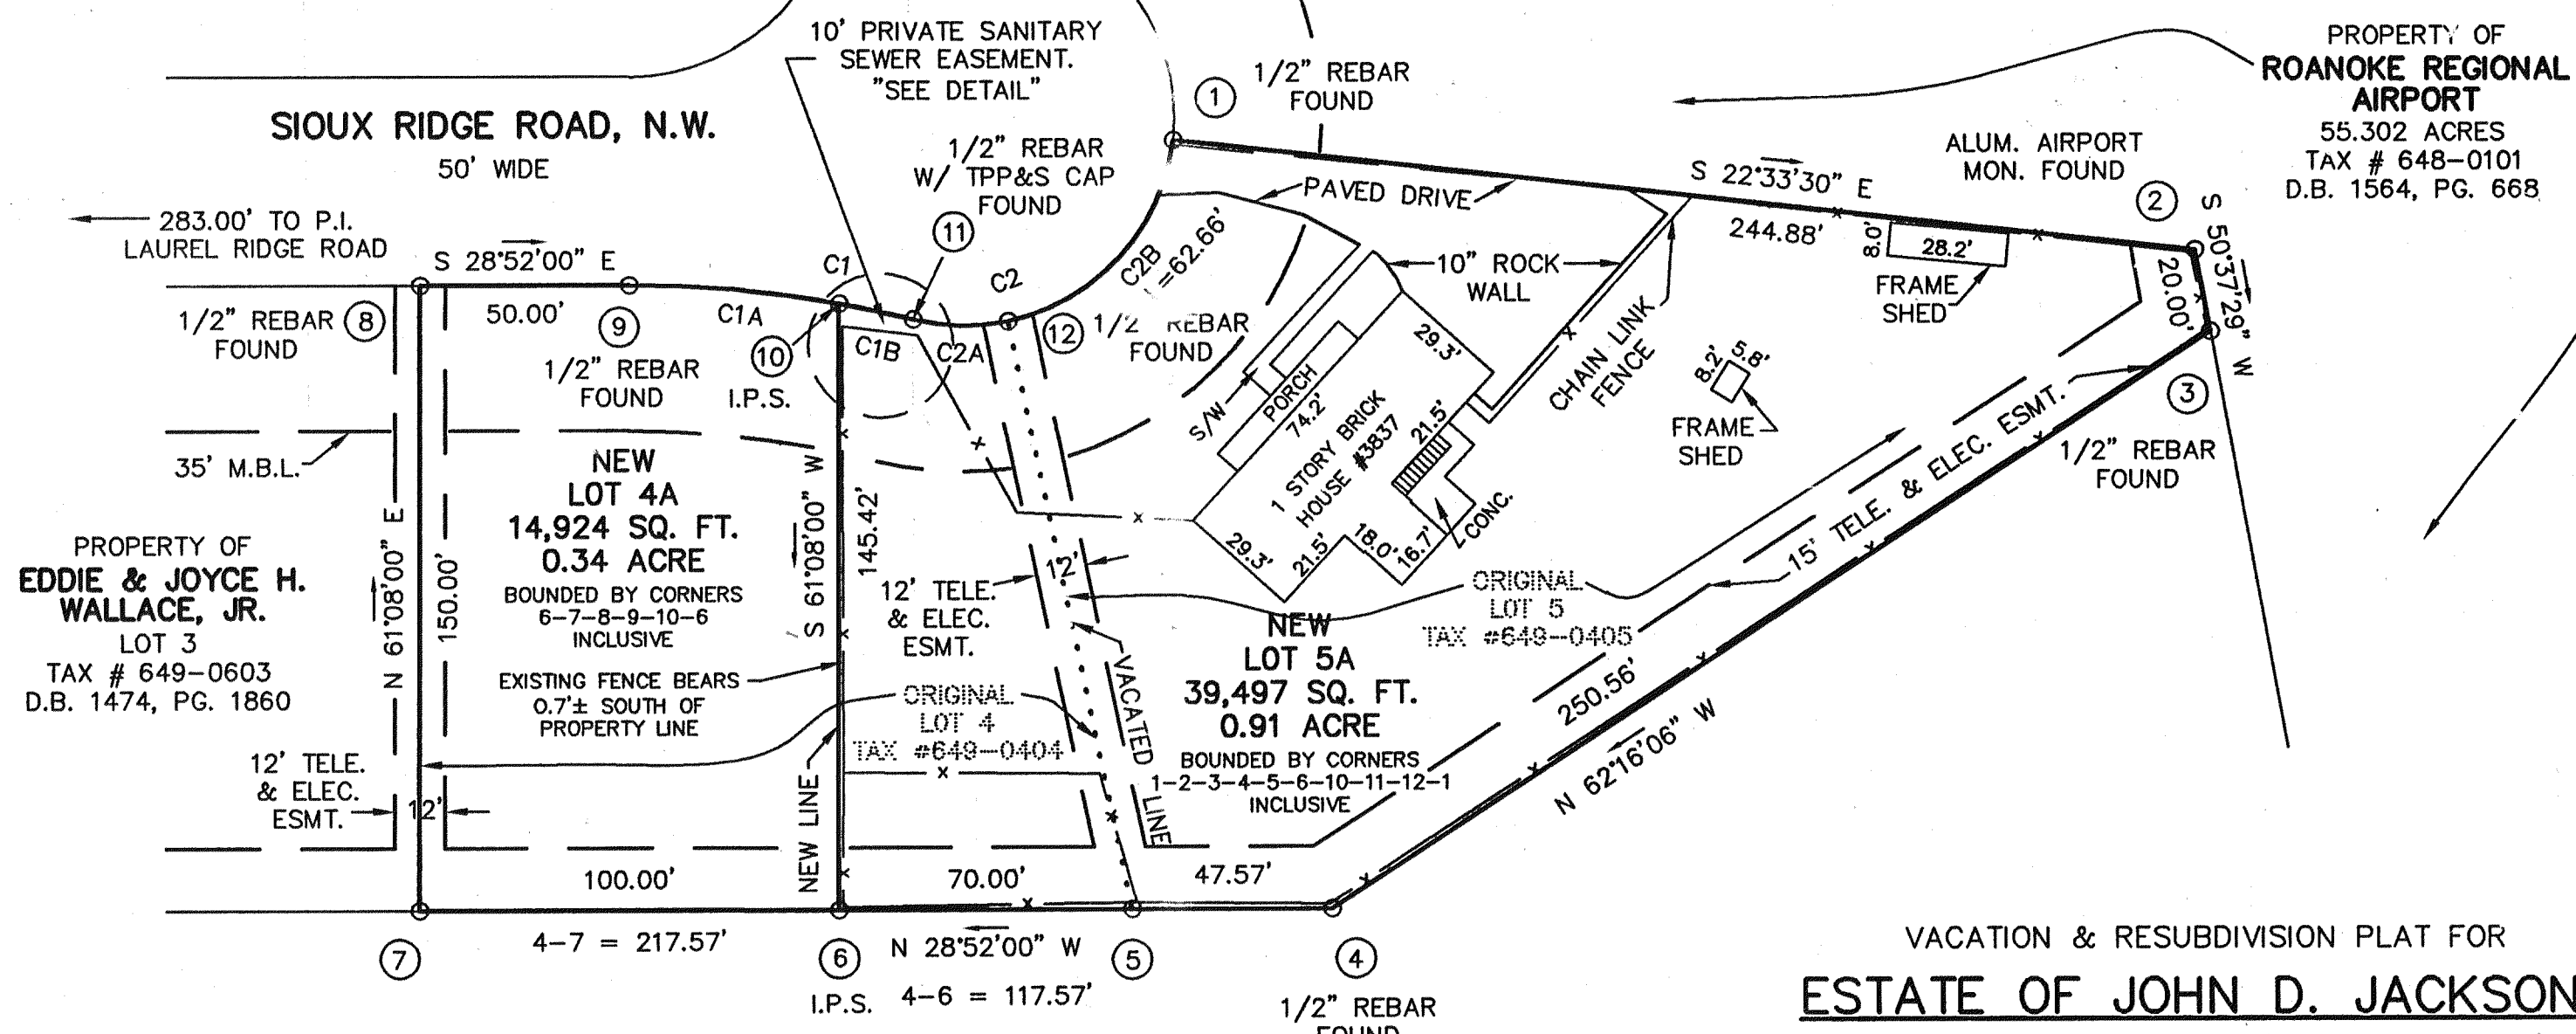 10' PRIVATE SANITARY
SEWER EASEMENT.
"SEE DETAIL"
1
1/2" REBAR
FOUND
PROPERTY OF
ROANOKE REGIONAL
AIRPORT
55.302 ACRES
TAX # 648-0101
D.B. 1564, PG. 668
SIOUX RIDGE ROAD, N.W.
50' WIDE
1/2" REBAR
W/ TPP&S CAP
FOUND
11
ALUM. AIRPORT
MON. FOUND
2
S 22°33'30" E
244.88'
PAVED DRIVE
283.00' TO P.I.
LAUREL RIDGE ROAD
S 28°52'00" E
50.00'
C1
C2
C2B
=62.66'
10" ROCK
WALL
8.0'
28.2'
FRAME
SHED
S 50°37'29" W
20.00'
1/2" REBAR
FOUND
8
9
1/2" REBAR
FOUND
C1A
10
I.P.S.
C1B
C2A
12
1/2" REBAR
FOUND
CHAIN LINK
FENCE
8.2'
5.8'
FRAME
SHED
3
1/2" REBAR
FOUND
35' M.B.L.
S/W
PORCH
74.2'
29.3'
1 STORY BRICK
HOUSE #3837
21.5'
29.3'
21.5'
18.0'
16.7'
CONC.
15' TELE. & ELEC. ESMT.
NEW
LOT 4A
14,924 SQ. FT.
0.34 ACRE
BOUNDED BY CORNERS
6-7-8-9-10-6
INCLUSIVE
EXISTING FENCE BEARS
0.7'± SOUTH OF
PROPERTY LINE
PROPERTY OF
EDDIE & JOYCE H.
WALLACE, JR.
LOT 3
TAX # 649-0603
D.B. 1474, PG. 1860
N 61°08'00" E
150.00'
S 61°08'00" W
145.42'
12' TELE.
& ELEC.
ESMT.
12'
ORIGINAL
LOT 5
TAX #649-0405
ORIGINAL
LOT 4
TAX #649-0404
VACATED LINE
NEW
LOT 5A
39,497 SQ. FT.
0.91 ACRE
BOUNDED BY CORNERS
1-2-3-4-5-6-10-11-12-1
INCLUSIVE
250.56'
N 62°16'06" W
12' TELE.
& ELEC.
ESMT.
12'
NEW LINE
100.00'
70.00'
47.57'
7
4-7 = 217.57'
6
N 28°52'00" W
5
4
I.P.S.
4-6 = 117.57'
1/2" REBAR
FOUND
VACATION & RESUBDIVISION PLAT FOR
ESTATE OF JOHN D. JACKSON